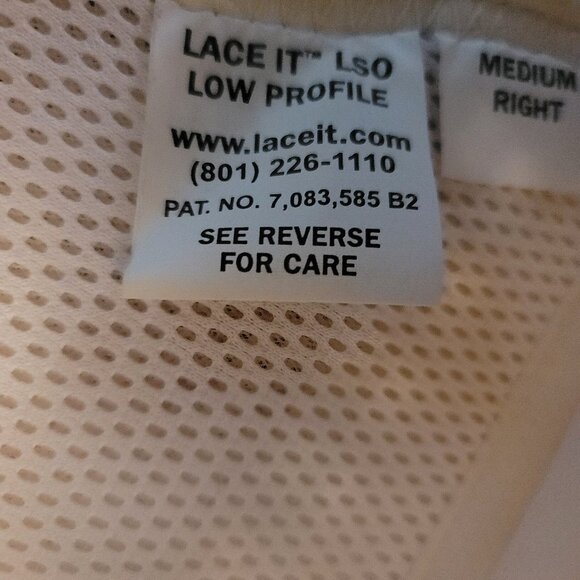 LACE IT™ LSO
LOW PROFILE
www.laceit.com
(801) 226-1110
PAT. NO. 7,083,585 B2
SEE REVERSE
FOR CARE
MEDIUM
RIGHT